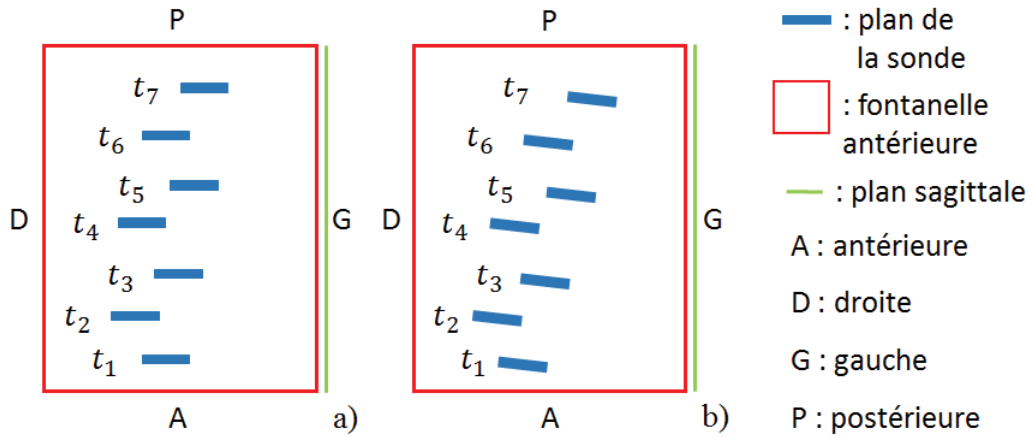 P
t₇
t₆
t₅
D
t₄
G
t₃
t₂
t₁
A
a)
P
t₇
t₆
t₅
D
t₄
G
t₃
t₂
t₁
A
b)
: plan de
la sonde
: fontanelle
antérieure
: plan sagittale
A : antérieure
D : droite
G : gauche
P : postérieure